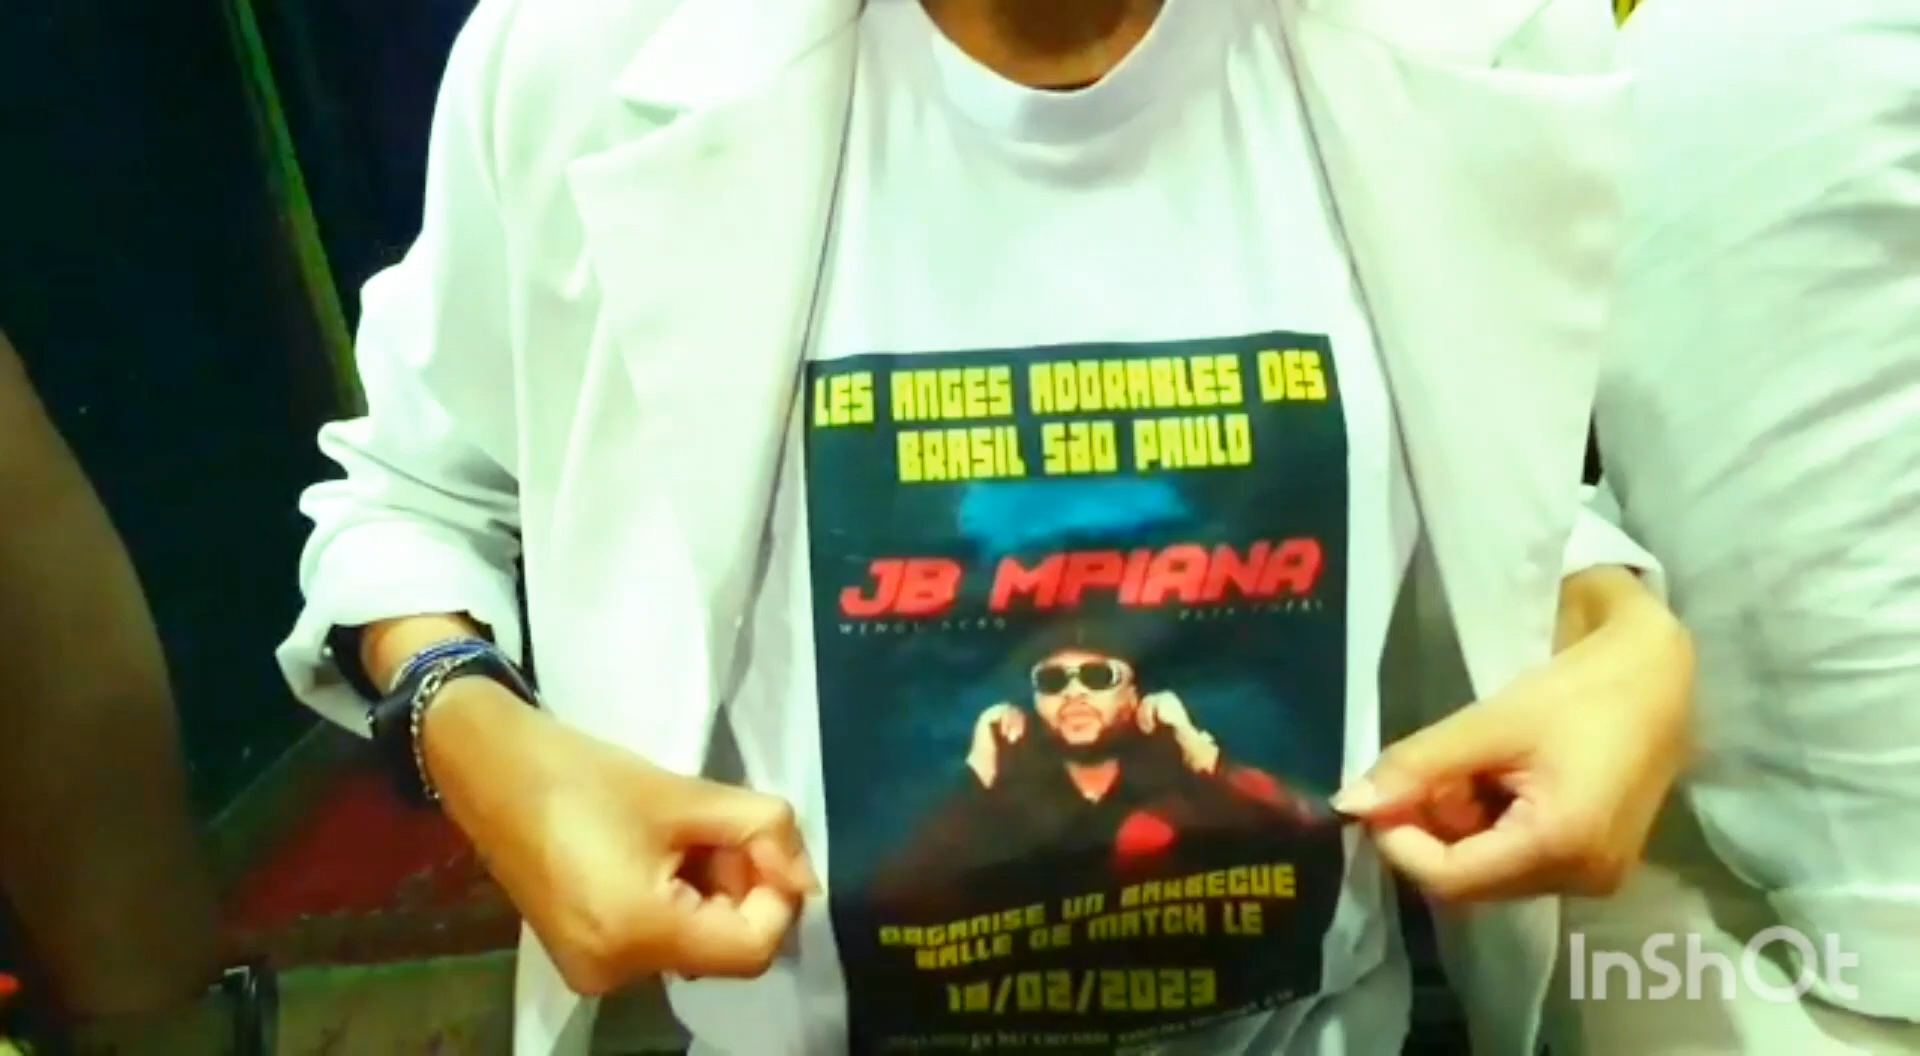 LES ANGES ADORABLES DES
BRASIL SAO PAULO
JB MPIANA
ORGANISE UN BARBECUE
WALLE DE MATCH LE
18/02/2023
InShOt